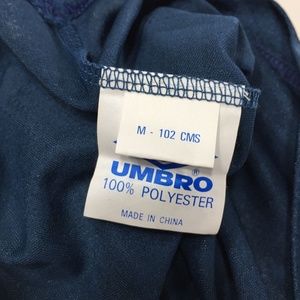 M - 102 CMS
UMBRO®
100% POLYESTER
MADE IN CHINA